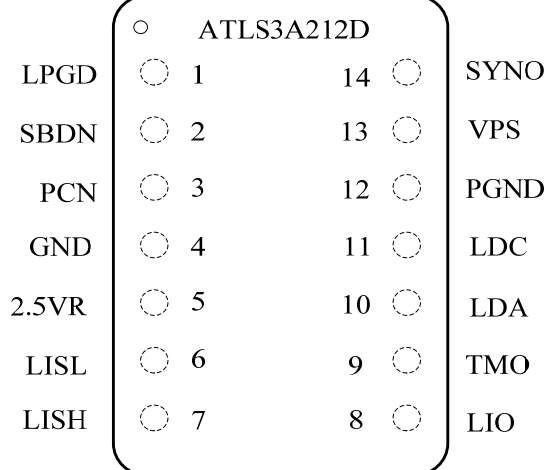 ATLS3A212D
LPGD 1 14 SYNO
SBDN 2 13 VPS
PCN 3 12 PGND
GND 4 11 LDC
2.5VR 5 10 LDA
LISL 6 9 TMO
LISH 7 8 LIO